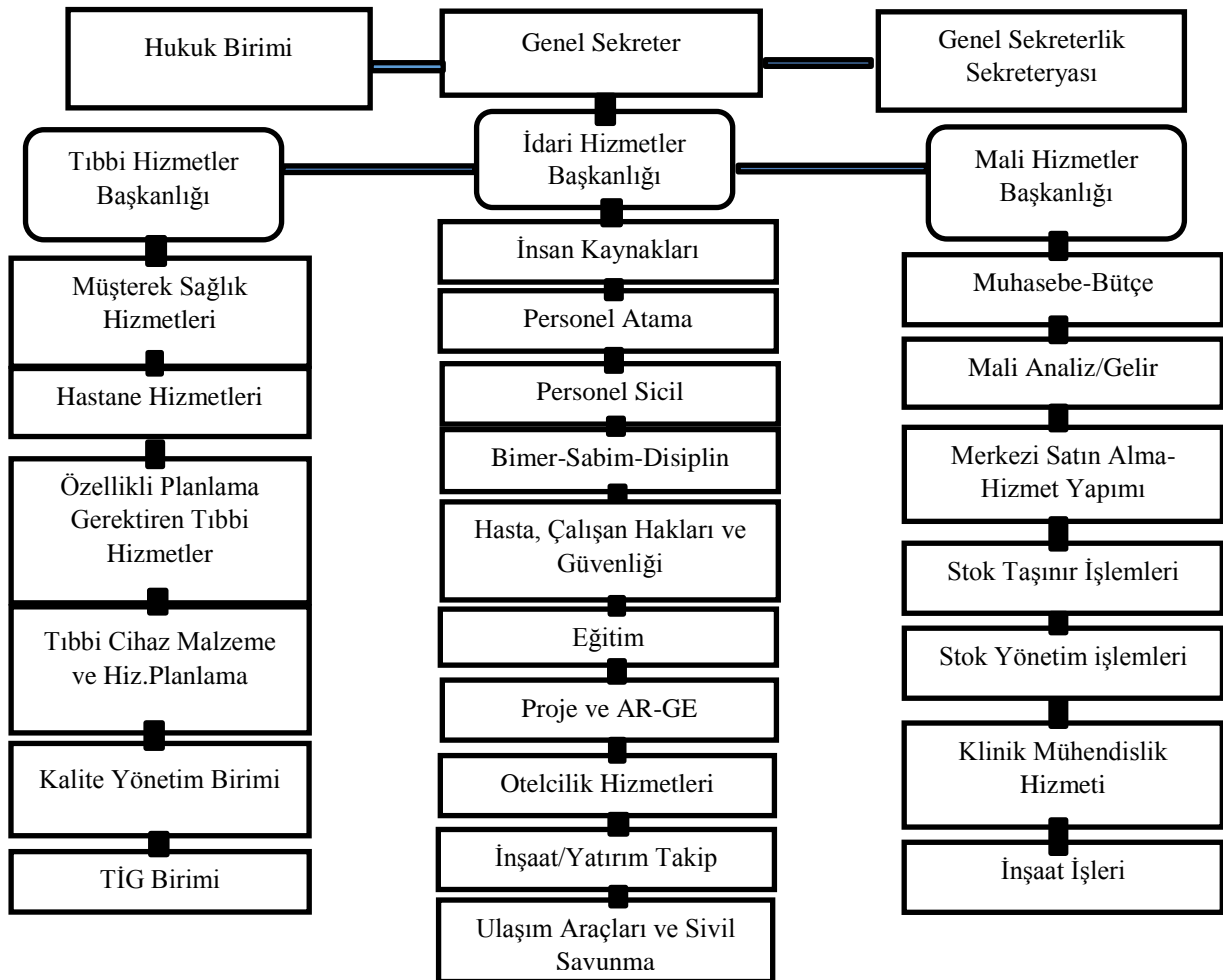 Hukuk Birimi
Genel Sekreter
Genel Sekreterlik
Sekreteryası
Tıbbi Hizmetler
Başkanlığı
İdari Hizmetler
Başkanlığı
Mali Hizmetler
Başkanlığı
Müşterek Sağlık
Hizmetleri
Hastane Hizmetleri
Özellikli Planlama
Gerektiren Tıbbi
Hizmetler
Tıbbi Cihaz Malzeme
ve Hiz.Planlama
Kalite Yönetim Birimi
TİG Birimi
İnsan Kaynakları
Personel Atama
Personel Sicil
Bimer-Sabim-Disiplin
Hasta, Çalışan Hakları ve
Güvenliği
Eğitim
Proje ve AR-GE
Otelcilik Hizmetleri
İnşaat/Yatırım Takip
Ulaşım Araçları ve Sivil
Savunma
Muhasebe-Bütçe
Mali Analiz/Gelir
Merkezi Satın Alma-
Hizmet Yapımı
Stok Taşınır İşlemleri
Stok Yönetim işlemleri
Klinik Mühendislik
Hizmeti
İnşaat İşleri